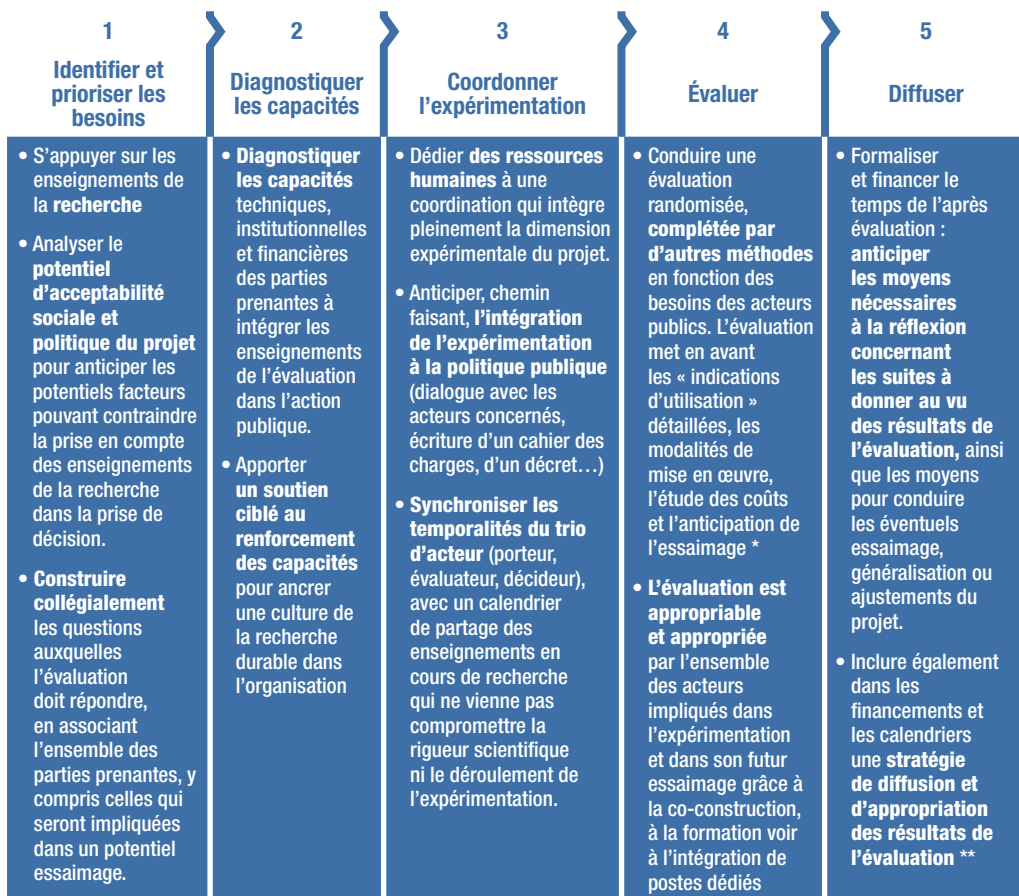 1
Identifier et
prioriser les
besoins
• S'appuyer sur les
enseignements de
la recherche
• Analyser le
potentiel
d'acceptabilité
sociale et
politique du projet
pour anticiper les
potentiels facteurs
pouvant contraindre
la prise en compte
des enseignements
de la recherche
dans la prise de
décision.
• Construire
collégialement
les questions
auxquelles
l'évaluation
doit répondre,
en associant
l'ensemble des
parties prenantes, y
compris celles qui
seront impliquées
dans un potentiel
essaimage.
2
Diagnostiquer
les capacités
• Diagnostiquer
les capacités
techniques,
institutionnelles
et financières
des parties
prenantes à
intégrer les
enseignements
de l'évaluation
dans l'action
publique.
• Apporter
un soutien
ciblé au
renforcement
des capacités
pour ancrer
une culture de
la recherche
durable dans
l'organisation
3
Coordonner
l'expérimentation
• Dédier des ressources
humaines à une
coordination qui intègre
pleinement la dimension
expérimentale du projet.
• Anticiper, chemin
faisant, l'intégration
de l'expérimentation
à la politique publique
(dialogue avec les
acteurs concernés,
écriture d'un cahier des
charges, d'un décret…)
• Synchroniser les
temporalités du trio
d'acteur (porteur,
évaluateur, décideur),
avec un calendrier
de partage des
enseignements en
cours de recherche
qui ne vienne pas
compromettre la
rigueur scientifique
ni le déroulement de
l'expérimentation.
4
Évaluer
• Conduire une
évaluation
randomisée,
complétée par
d'autres méthodes
en fonction des
besoins des acteurs
publics. L'évaluation
met en avant
les « indications
d'utilisation »
détaillées, les
modalités de
mise en œuvre,
l'étude des coûts
et l'anticipation de
l'essaimage *
• L'évaluation est
appropriable
et appropriée
par l'ensemble
des acteurs
impliqués dans
l'expérimentation
et dans son futur
essaimage grâce à
la co-construction,
à la formation voir
à l'intégration de
postes dédiés
5
Diffuser
• Formaliser
et financer le
temps de l'après
évaluation :
anticiper
les moyens
nécessaires
à la réflexion
concernant
les suites à
donner au vu
des résultats de
l'évaluation, ainsi
que les moyens
pour conduire
les éventuels
essaimage,
généralisation ou
ajustements du
projet.
• Inclure également
dans les
financements et
les calendriers
une stratégie
de diffusion et
d'appropriation
des résultats de
l'évaluation **